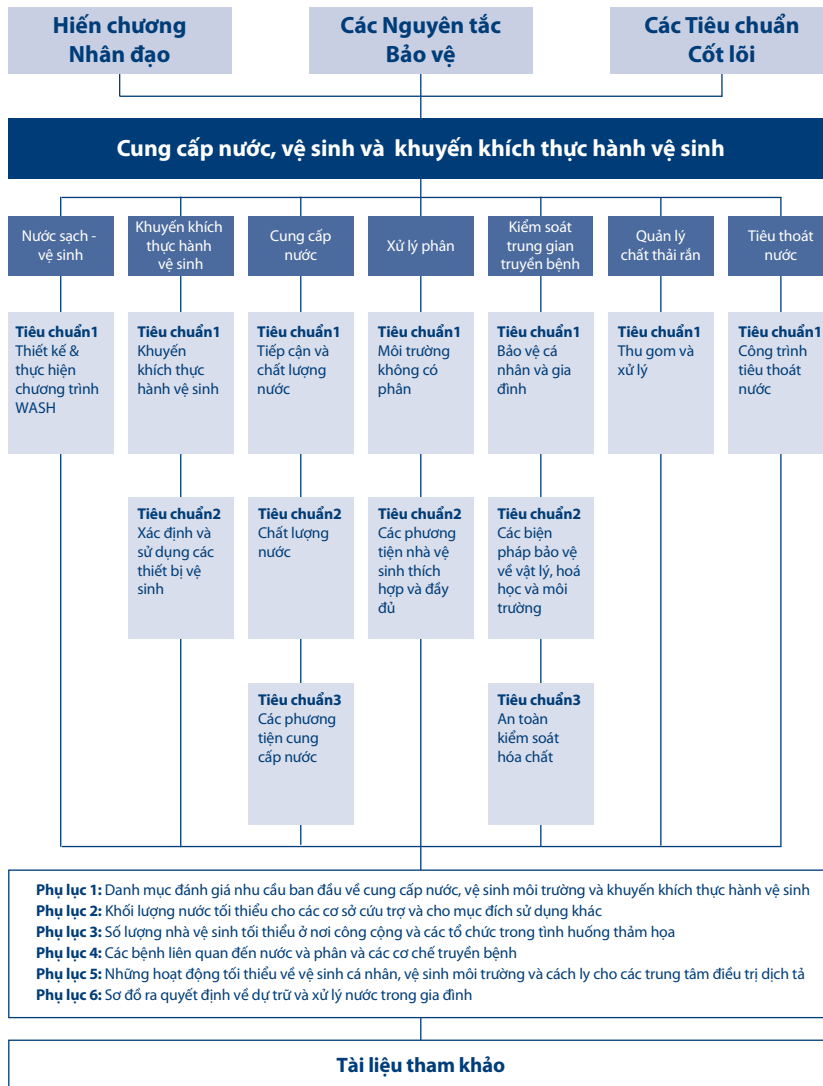 Hiến chương
Nhân đạo
Các Nguyên tắc
Bảo vệ
Các Tiêu chuẩn
Cốt lõi
Cung cấp nước, vệ sinh và khuyến khích thực hành vệ sinh
Nước sạch -
vệ sinh
Khuyến khích
thực hành
vệ sinh
Cung cấp
nước
Xử lý phân
Kiểm soát
trung gian
truyền bệnh
Quản lý
chất thải rắn
Tiêu thoát
nước
Tiêu chuẩn1
Thiết kế &
thực hiện
chương trình
WASH
Tiêu chuẩn1
Khuyến
khích thực
hành vệ sinh
Tiêu chuẩn1
Tiếp cận và
chất lượng
nước
Tiêu chuẩn1
Môi trường
không có
phân
Tiêu chuẩn1
Bảo vệ cá
nhân và gia
đình
Tiêu chuẩn1
Thu gom và
xử lý
Tiêu chuẩn1
Công trình
tiêu thoát
nước
Tiêu chuẩn2
Xác định và
sử dụng các
thiết bị vệ
sinh
Tiêu chuẩn2
Chất lượng
nước
Tiêu chuẩn2
Các phương
tiện nhà vệ
sinh thích
hợp và đầy
đủ
Tiêu chuẩn2
Các biện
pháp bảo vệ
về vật lý, hoá
học và môi
trường
Tiêu chuẩn3
Các phương
tiện cung
cấp nước
Tiêu chuẩn3
An toàn
kiểm soát
hóa chất
Phụ lục 1: Danh mục đánh giá nhu cầu ban đầu về cung cấp nước, vệ sinh môi trường và khuyến khích thực hành vệ sinh
Phụ lục 2: Khối lượng nước tối thiểu cho các cơ sở cứu trợ và cho mục đích sử dụng khác
Phụ lục 3: Số lượng nhà vệ sinh tối thiểu ở nơi công cộng và các tổ chức trong tình huống thảm họa
Phụ lục 4: Các bệnh liên quan đến nước và phân và các cơ chế truyền bệnh
Phụ lục 5: Những hoạt động tối thiểu về vệ sinh cá nhân, vệ sinh môi trường và cách ly cho các trung tâm điều trị dịch tả
Phụ lục 6: Sơ đồ ra quyết định về dự trữ và xử lý nước trong gia đình
Tài liệu tham khảo